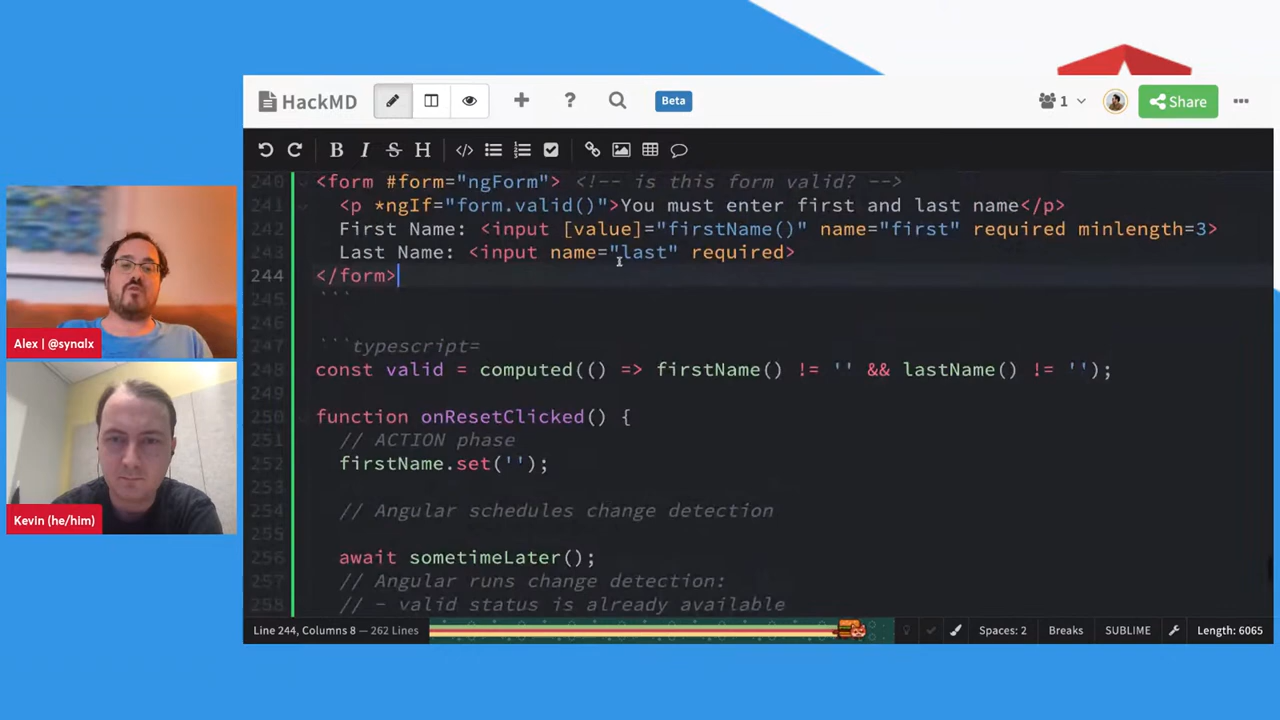 HackMD
Beta
1
Share
B I S H
240 <form #form="ngForm"> <!-- is this form valid? -->
241 <p *ngIf="form.valid()">You must enter first and last name</p>
242 First Name: <input [value]="firstName()" name="first" required minlength=3>
243 Last Name: <input name="last" required>
244 </form>
245 ```
246
247 ```typescript=
248 const valid = computed(() => firstName() != '' && lastName() != '');
249
250 function onResetClicked() {
251 // ACTION phase
252 firstName.set('');
253
254 // Angular schedules change detection
255
256 await sometimeLater();
257 // Angular runs change detection:
258 // - valid status is already available
Line 244, Columns 8 — 262 Lines
Spaces: 2
Breaks
SUBLIME
Length: 6065
Alex | @synalx
Kevin (he/him)